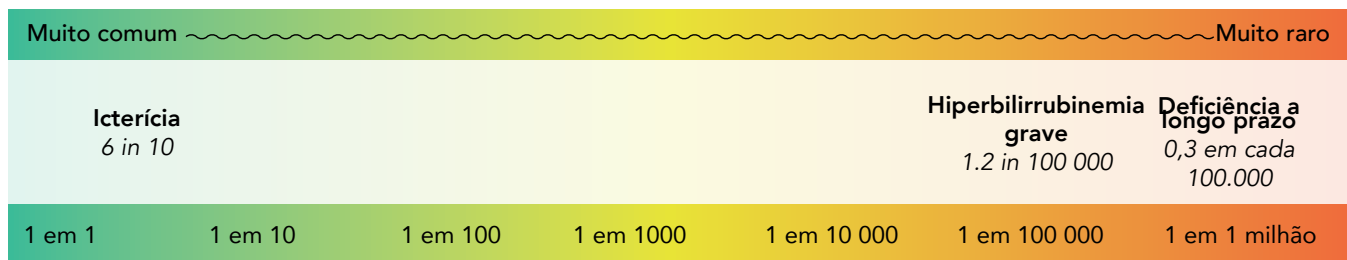 Muito comum
Muito raro
Icterícia
6 in 10
Hiperbilirrubinemia
grave
1.2 in 100 000
Deficiência a
longo prazo
0,3 em cada
100.000
1 em 1
1 em 10
1 em 100
1 em 1000
1 em 10 000
1 em 100 000
1 em 1 milhão